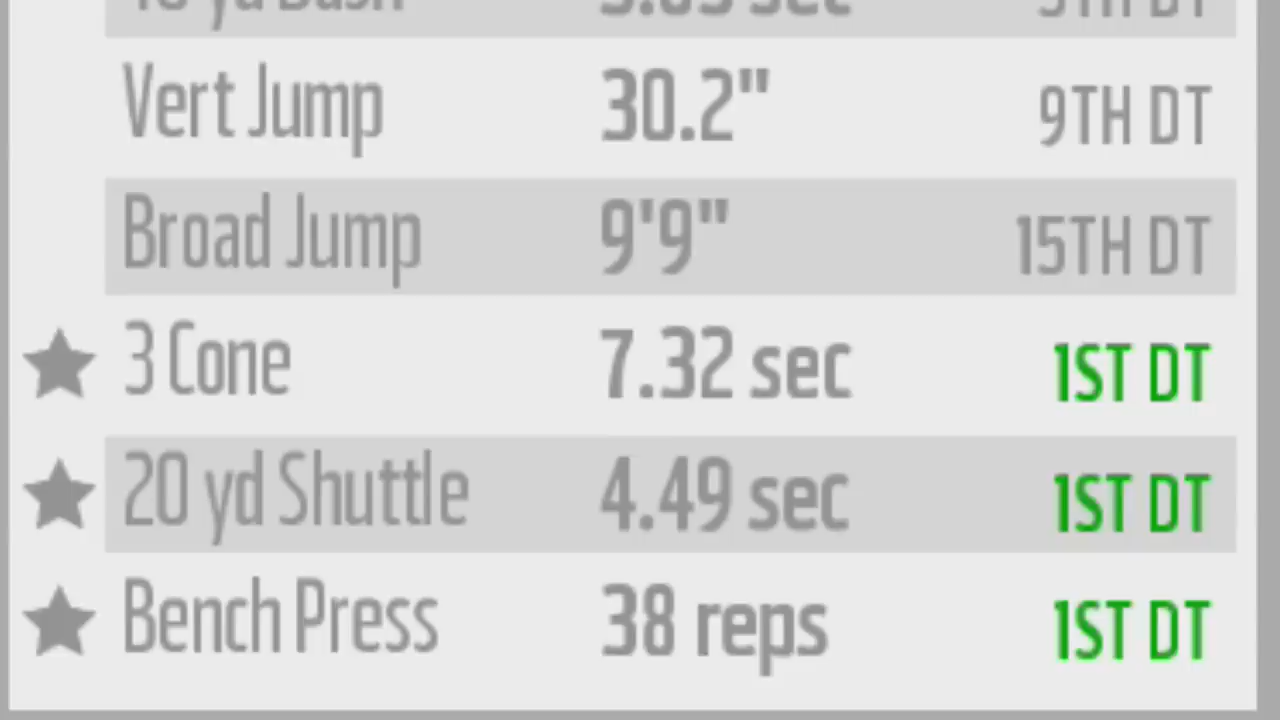 Vert Jump 30.2" 9TH DT
Broad Jump 9'9" 15TH DT
3 Cone 7.32 sec 1ST DT
20 yd Shuttle 4.49 sec 1ST DT
Bench Press 38 reps 1ST DT